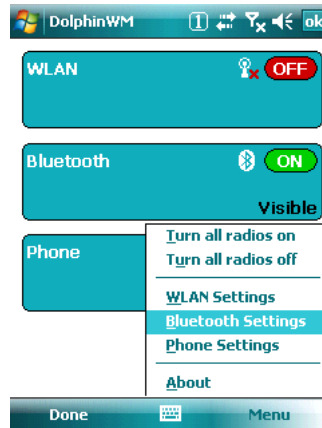 DolphinWM 1 ok
WLAN OFF
Bluetooth ON
Visible
Phone
Turn all radios on
Turn all radios off
WLAN Settings
Bluetooth Settings
Phone Settings
About
Done Menu